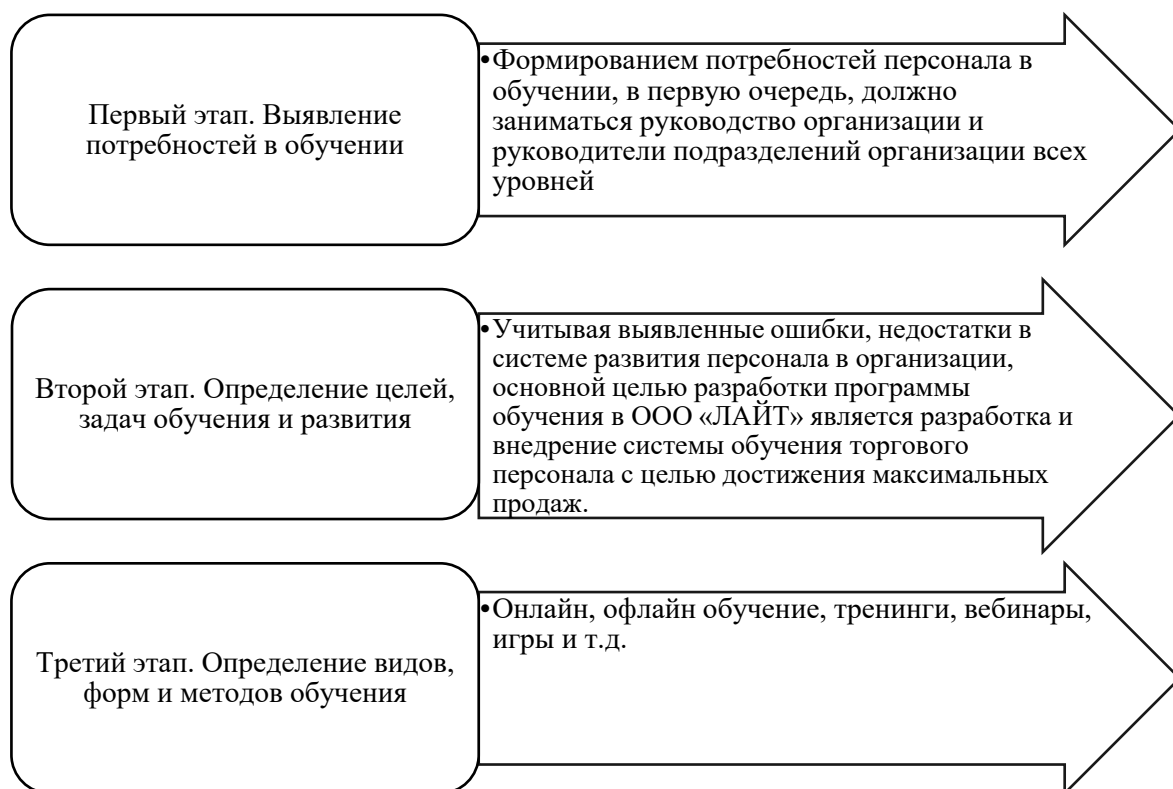 Первый этап. Выявление
потребностей в обучении
•Формированием потребностей персонала в
обучении, в первую очередь, должно
заниматься руководство организации и
руководители подразделений организации всех
уровней
Второй этап. Определение целей,
задач обучения и развития
•Учитывая выявленные ошибки, недостатки в
системе развития персонала в организации,
основной целью разработки программы
обучения в ООО «ЛАЙТ» является разработка и
внедрение системы обучения торгового
персонала с целью достижения максимальных
продаж.
Третий этап. Определение видов,
форм и методов обучения
•Онлайн, офлайн обучение, тренинги, вебинары,
игры и т.д.